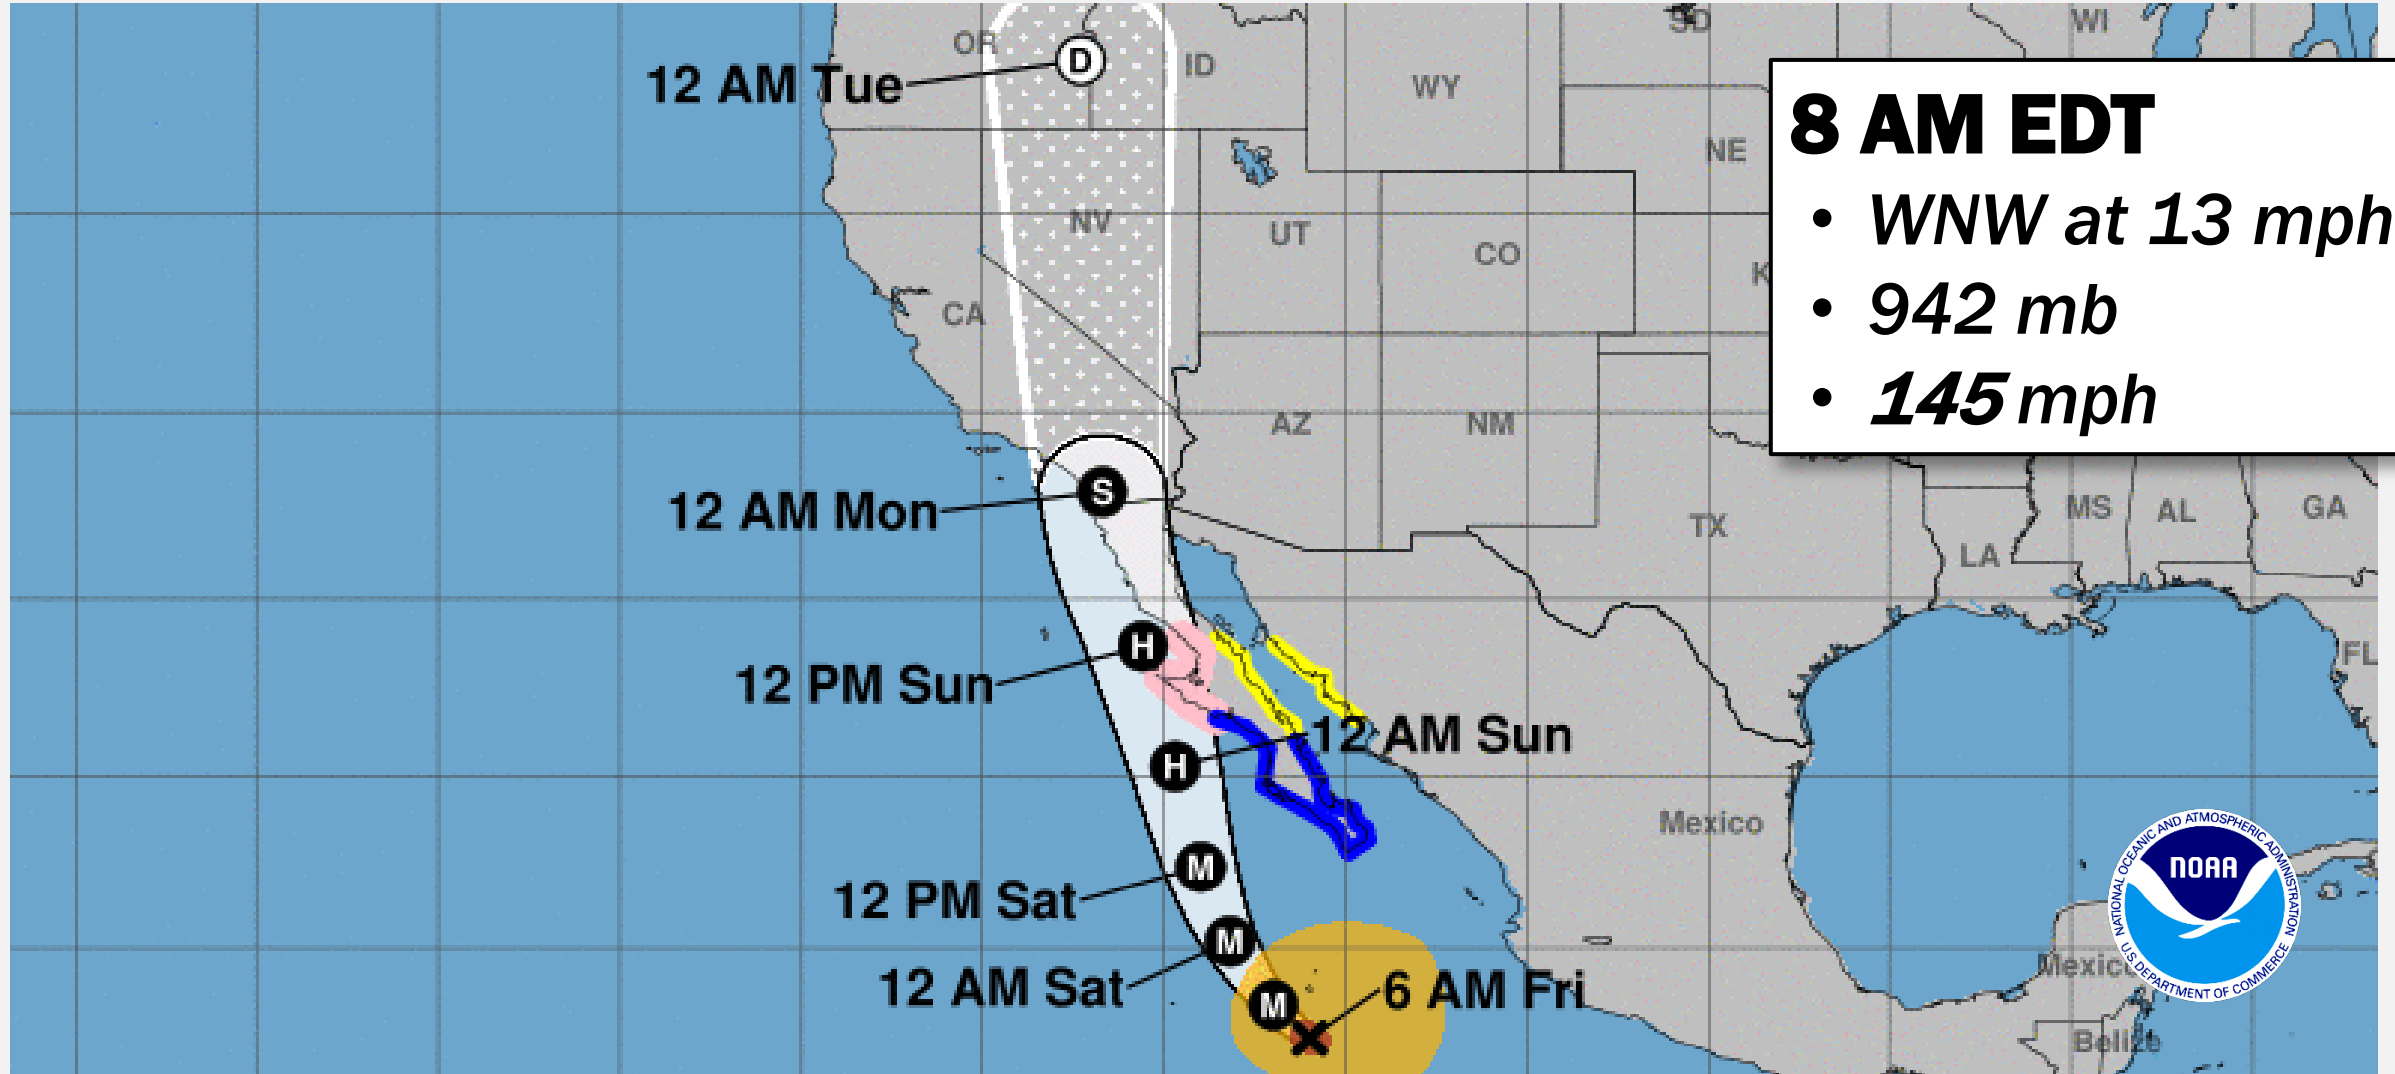 OR
ID
WY
SD
WI
12 AM Tue
D
8 AM EDT
• WNW at 13 mph
• 942 mb
• 145 mph
NE
NV
UT
CO
K
CA
AZ
NM
12 AM Mon
S
TX
LA
MS
AL
GA
FL
12 PM Sun
H
12 AM Sun
H
Mexico
12 PM Sat
M
12 AM Sat
M
6 AM Fri
M
Mexico
Belize
NATIONAL OCEANIC AND ATMOSPHERIC ADMINISTRATION
NOAA
U.S. DEPARTMENT OF COMMERCE